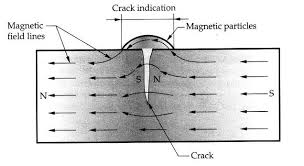 Crack indication
Magnetic
field lines
Magnetic particles
S N
N
S
Crack